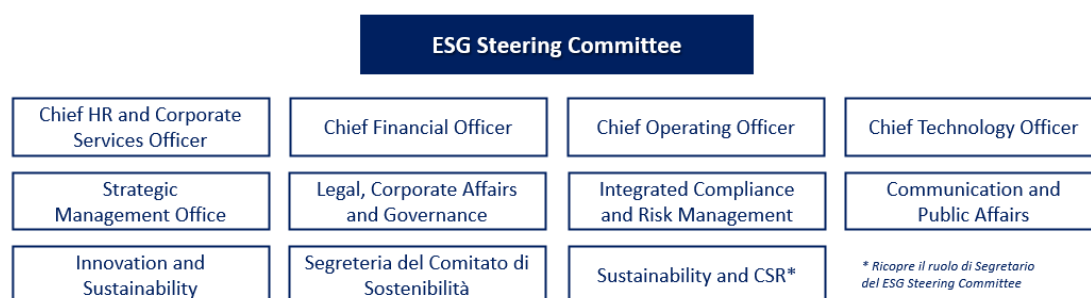 ESG Steering Committee
Chief HR and Corporate
Services Officer
Chief Financial Officer
Chief Operating Officer
Chief Technology Officer
Strategic
Management Office
Legal, Corporate Affairs
and Governance
Integrated Compliance
and Risk Management
Communication and
Public Affairs
Innovation and
Sustainability
Segreteria del Comitato di
Sostenibilità
Sustainability and CSR*
* Ricopre il ruolo di Segretario
del ESG Steering Committee